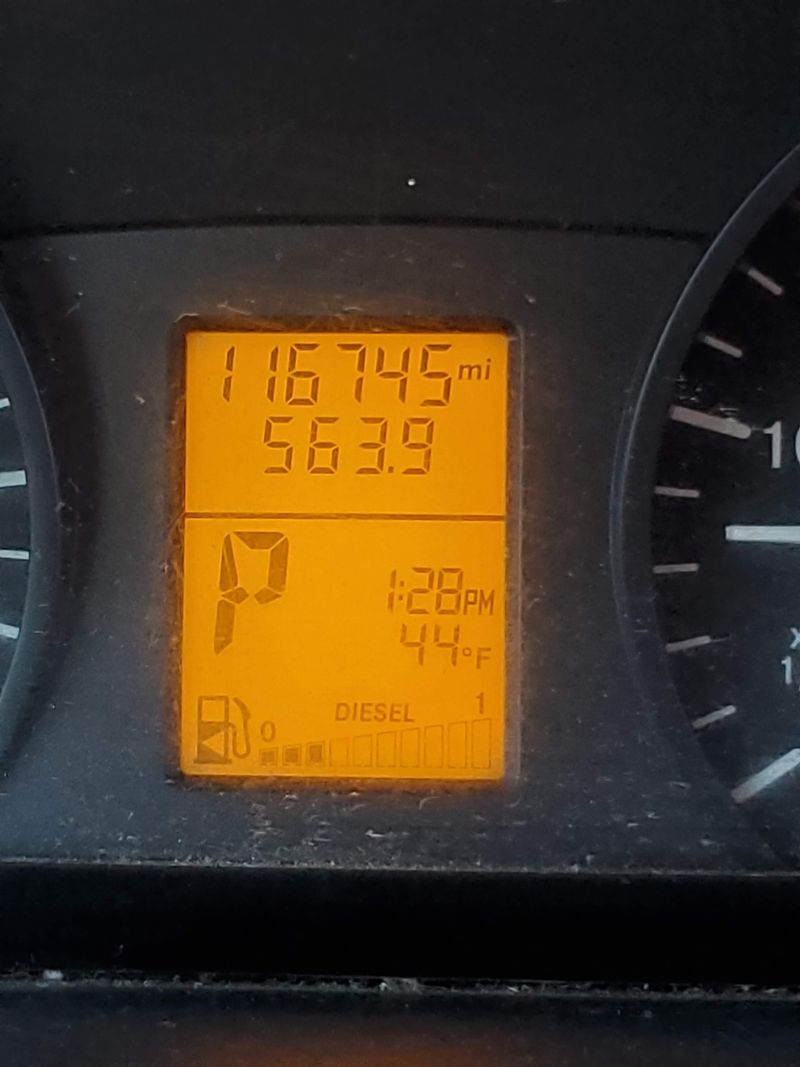 116745 mi
563.9
P
1:28 PM
44°F
DIESEL
0 1